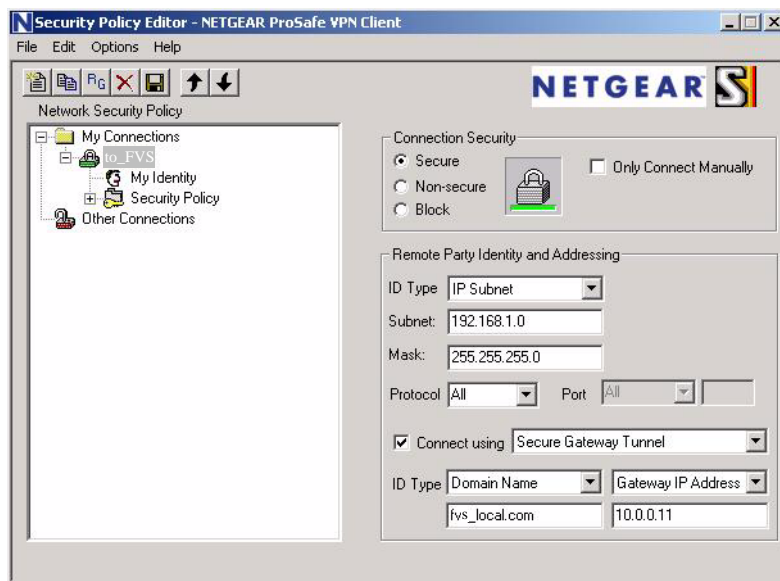 Security Policy Editor - NETGEAR ProSafe VPN Client
File Edit Options Help
RG
NETGEAR S
Network Security Policy
My Connections
to_FVS
My Identity
Security Policy
Other Connections
Connection Security
Secure
Non-secure
Block
Only Connect Manually
Remote Party Identity and Addressing
ID Type IP Subnet
Subnet: 192.168.1.0
Mask: 255.255.255.0
Protocol All Port All
Connect using Secure Gateway Tunnel
ID Type Domain Name Gateway IP Address
fvs_local.com 10.0.0.11